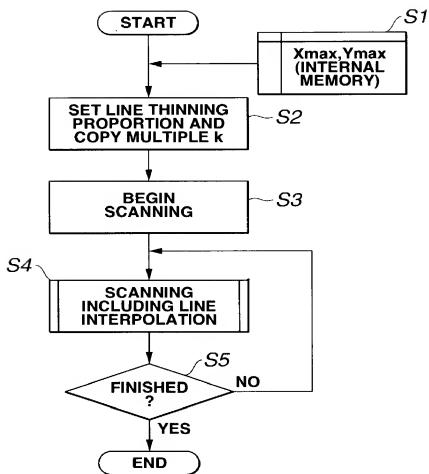 START
S1
Xmax,Ymax
(INTERNAL
MEMORY)
SET LINE THINNING
PROPORTION AND
COPY MULTIPLE k
S2
BEGIN
SCANNING
S3
S4
SCANNING
INCLUDING LINE
INTERPOLATION
S5
FINISHED
?
NO
YES
END